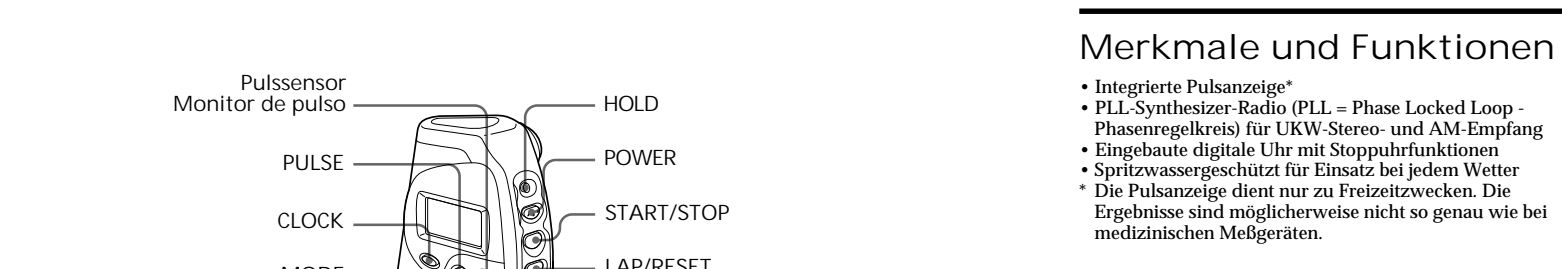 Pulssensor
Monitor de pulso
PULSE
CLOCK
MODE
HOLD
POWER
START/STOP
LAP/RESET
Merkmale und Funktionen
• Integrierte Pulsanzeige*
• PLL-Synthesizer-Radio (PLL = Phase Locked Loop -
Phasenregelkreis) für UKW-Stereo- und AM-Empfang
• Eingebaute digitale Uhr mit Stoppuhrfunktionen
• Spritzwassergeschützt für Einsatz bei jedem Wetter
* Die Pulsanzeige dient nur zu Freizeitzwecken. Die
Ergebnisse sind möglicherweise nicht so genau wie bei
medizinischen Meßgeräten.